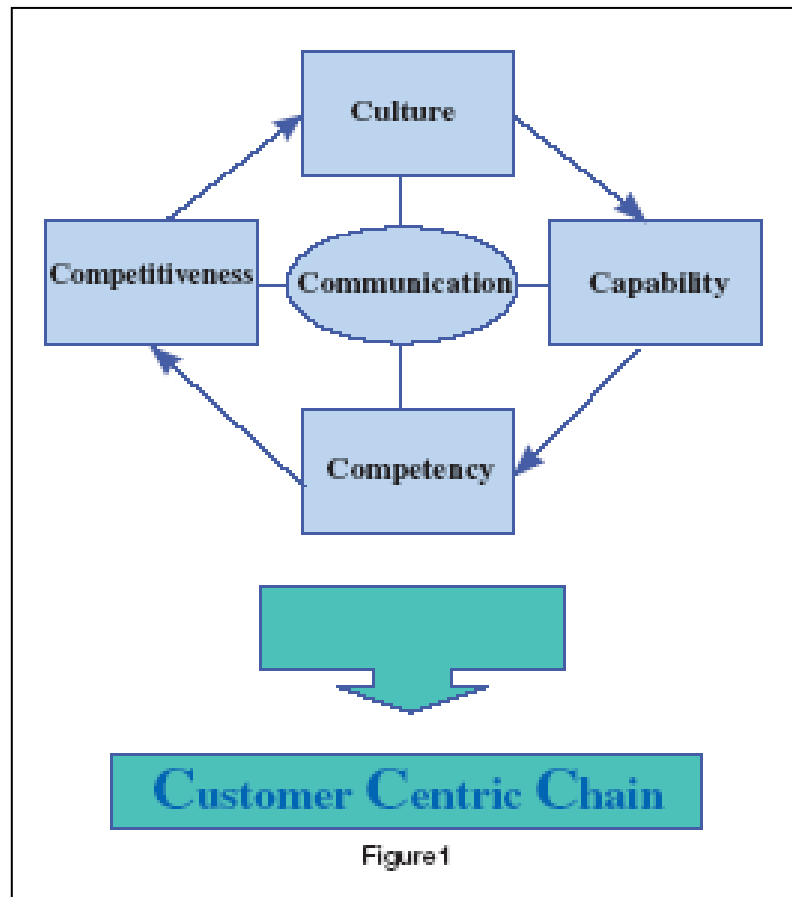 Culture
Competitiveness
Communication
Capability
Competency
Customer Centric Chain
Figure1